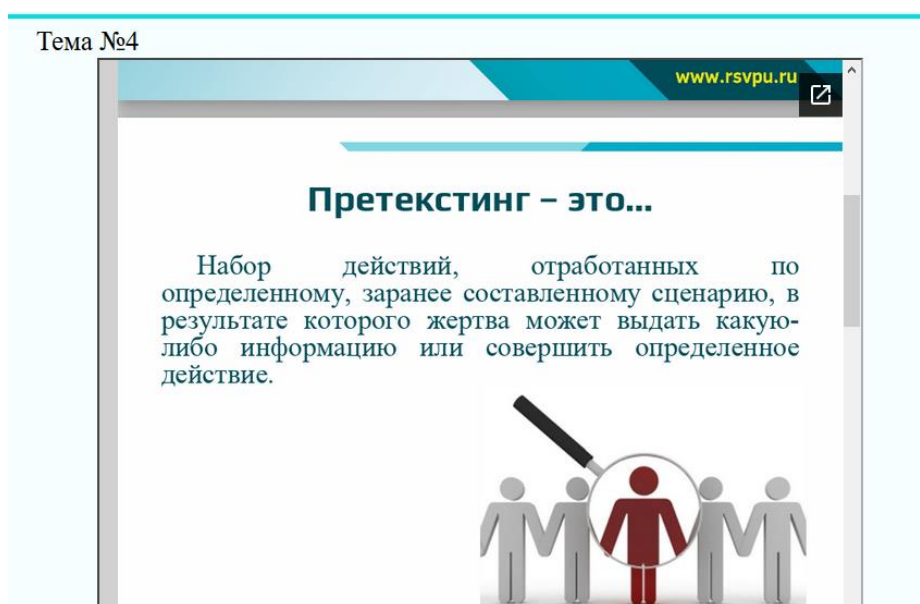 Тема №4
www.rsvpu.ru
Претекстинг – это...
Набор действий, отработанных по
определенному, заранее составленному сценарию, в
результате которого жертва может выдать какую-
либо информацию или совершить определенное
действие.